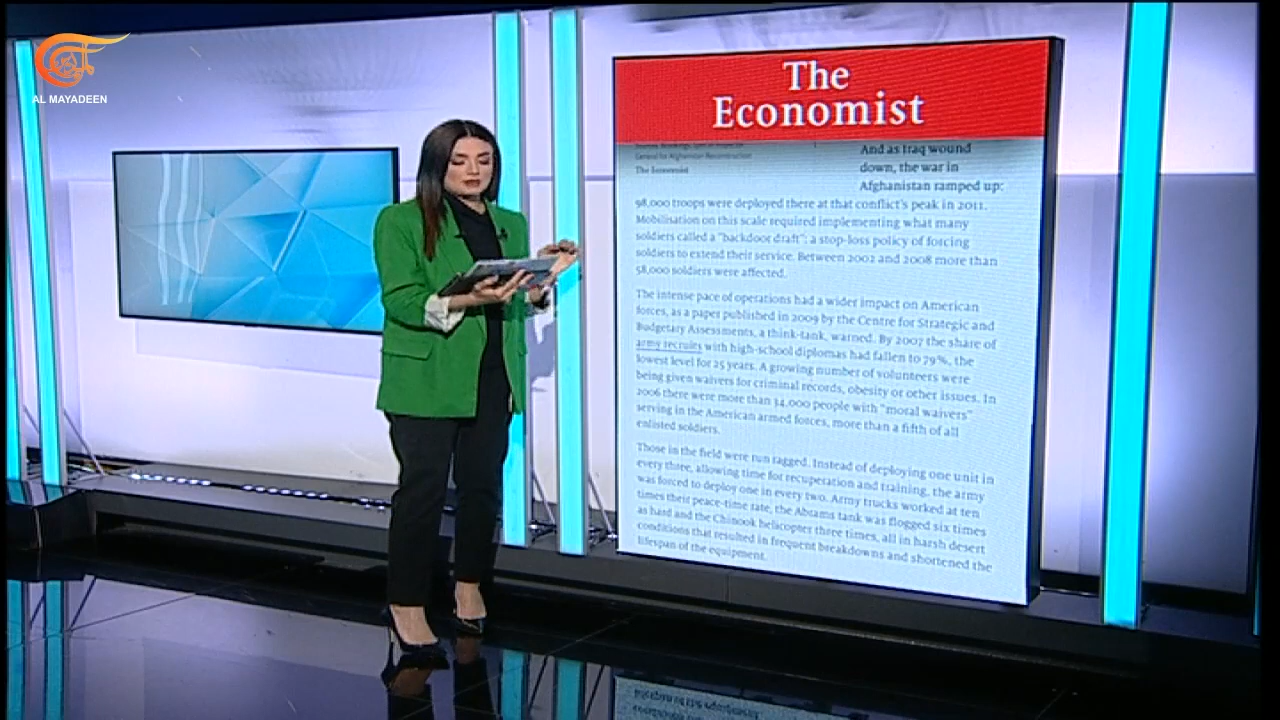 AL MAYADEEN
The
Economist
General for Afghanistan Reconstruction
The Economist
And as Iraq wound
down, the war in
Afghanistan ramped up:
98,000 troops were deployed there at that conflict's peak in 2011.
Mobilisation on this scale required implementing what many
soldiers called a "backdoor draft": a stop-loss policy of forcing
soldiers to extend their service. Between 2002 and 2008 more than
58,000 soldiers were affected.
The intense pace of operations had a wider impact on American
forces, as a paper published in 2009 by the Centre for Strategic and
Budgetary Assessments, a think-tank, warned. By 2007 the share of
army recruits with high-school diplomas had fallen to 79%, the
lowest level for 25 years. A growing number of volunteers were
being given waivers for criminal records, obesity or other issues. In
2006 there were more than 34,000 people with "moral waivers"
serving in the American armed forces, more than a fifth of all
enlisted soldiers.
Those in the field were run ragged. Instead of deploying one unit in
every three, allowing time for recuperation and training, the army
was forced to deploy one in every two. Army trucks worked at ten
times their peace-time rate, the Abrams tank was flogged six times
as hard and the Chinook helicopter three times, all in harsh desert
conditions that resulted in frequent breakdowns and shortened the
lifespan of the equipment.